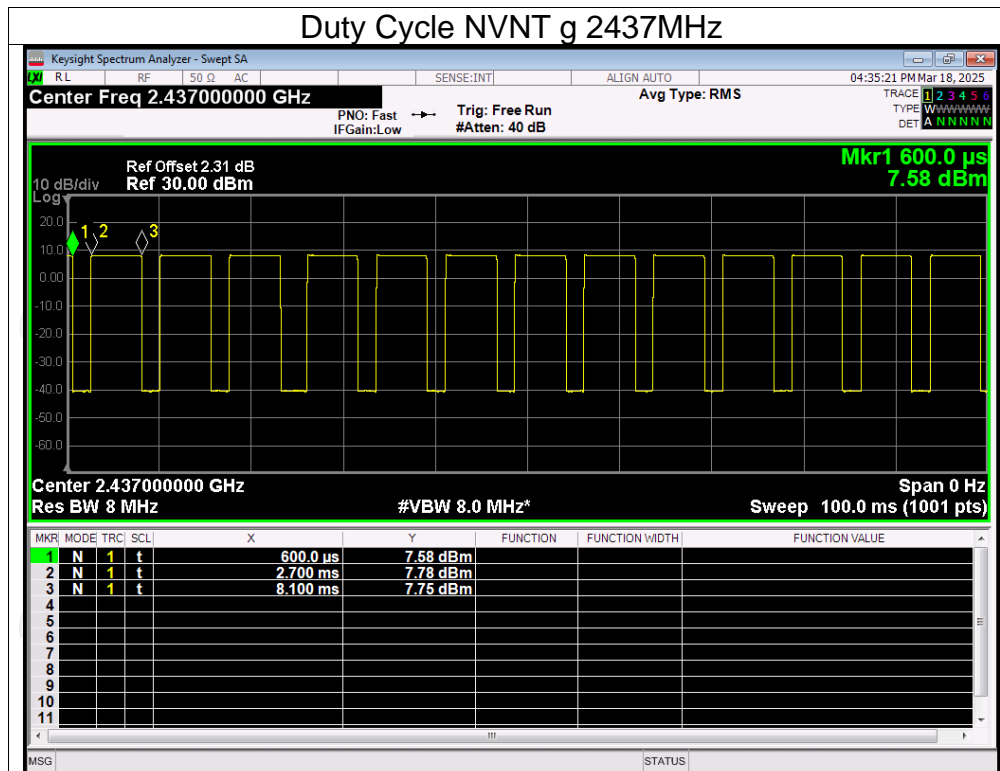 Duty Cycle NVNT g 2437MHz
Keysight Spectrum Analyzer - Swept SA
LXI RL RF 50 Ω AC SENSE:INT ALIGN AUTO 04:35:21 PM Mar 18, 2025
Center Freq 2.437000000 GHz
PNO: Fast
IFGain:Low
Trig: Free Run
#Atten: 40 dB
Avg Type: RMS
TRACE 1 2 3 4 5 6
TYPE WWWWWW
DET A N N N N N
Ref Offset 2.31 dB
Ref 30.00 dBm
10 dB/div
Log
Mkr1 600.0 µs
7.58 dBm
20.0
10.0
0.00
-10.0
-20.0
-30.0
-40.0
-50.0
-60.0
1 2 3
Center 2.437000000 GHz Span 0 Hz
Res BW 8 MHz #VBW 8.0 MHz* Sweep 100.0 ms (1001 pts)
MKR MODE TRC SCL X Y FUNCTION FUNCTION WIDTH FUNCTION VALUE
1 N 1 t 600.0 µs 7.58 dBm
2 N 1 t 2.700 ms 7.78 dBm
3 N 1 t 8.100 ms 7.75 dBm
4
5
6
7
8
9
10
11
MSG STATUS